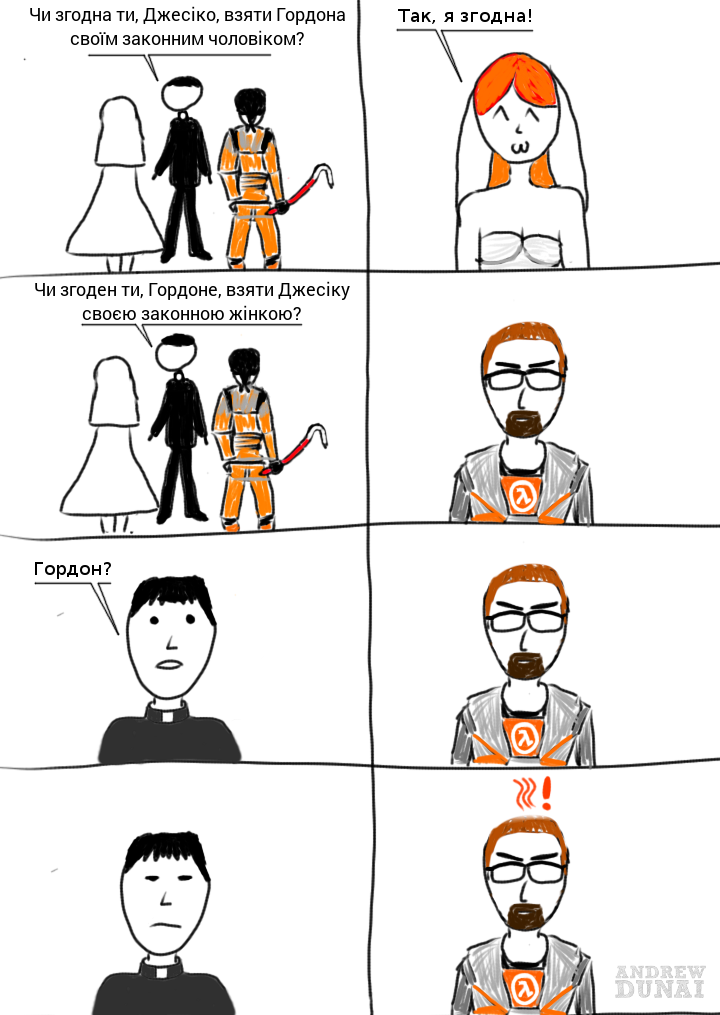 Чи згодна ти, Джесіко, взяти Гордона
своїм законним чоловіком?
Так, я згодна!
Чи згоден ти, Гордоне, взяти Джесіку
своєю законною жінкою?
λ
Гордон?
λ
!
λ
ANDREW
DUNAI